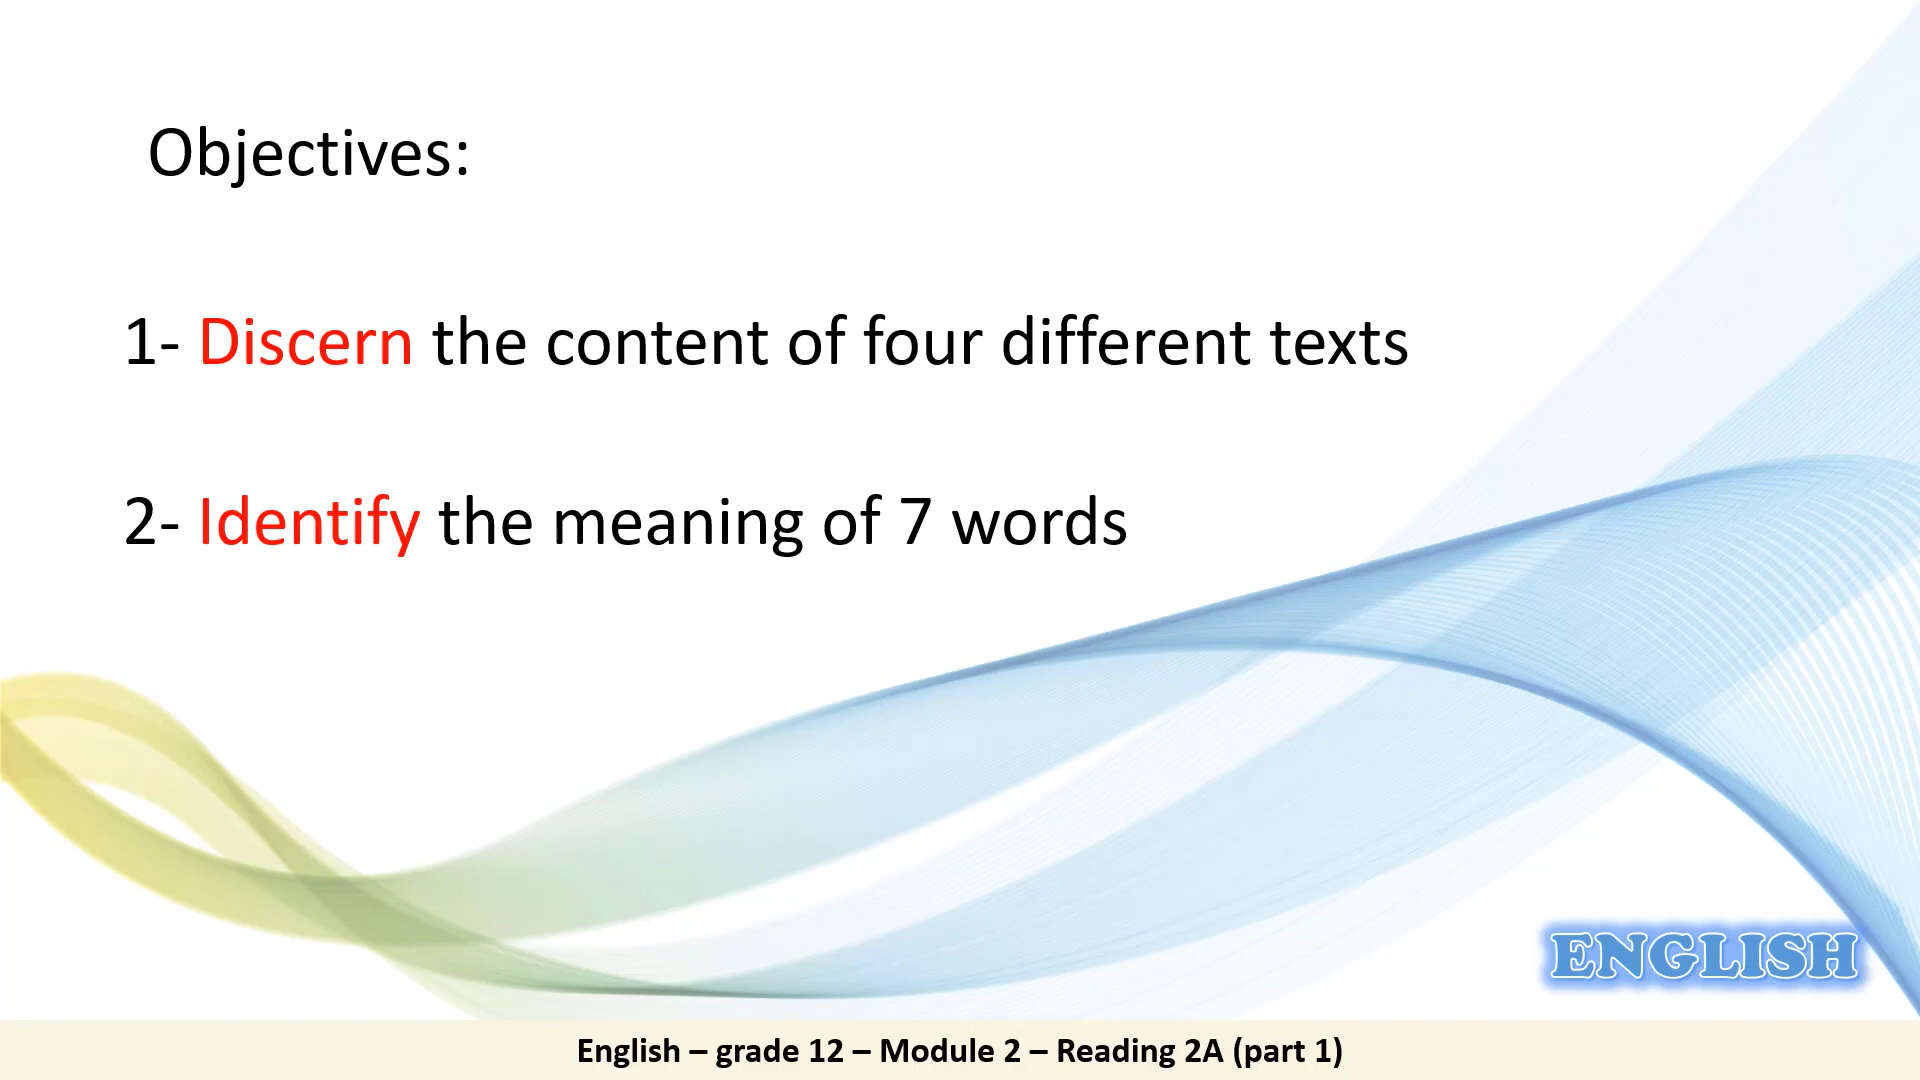 Objectives:
1- Discern the content of four different texts
2- Identify the meaning of 7 words
ENGLISH
English – grade 12 – Module 2 – Reading 2A (part 1)